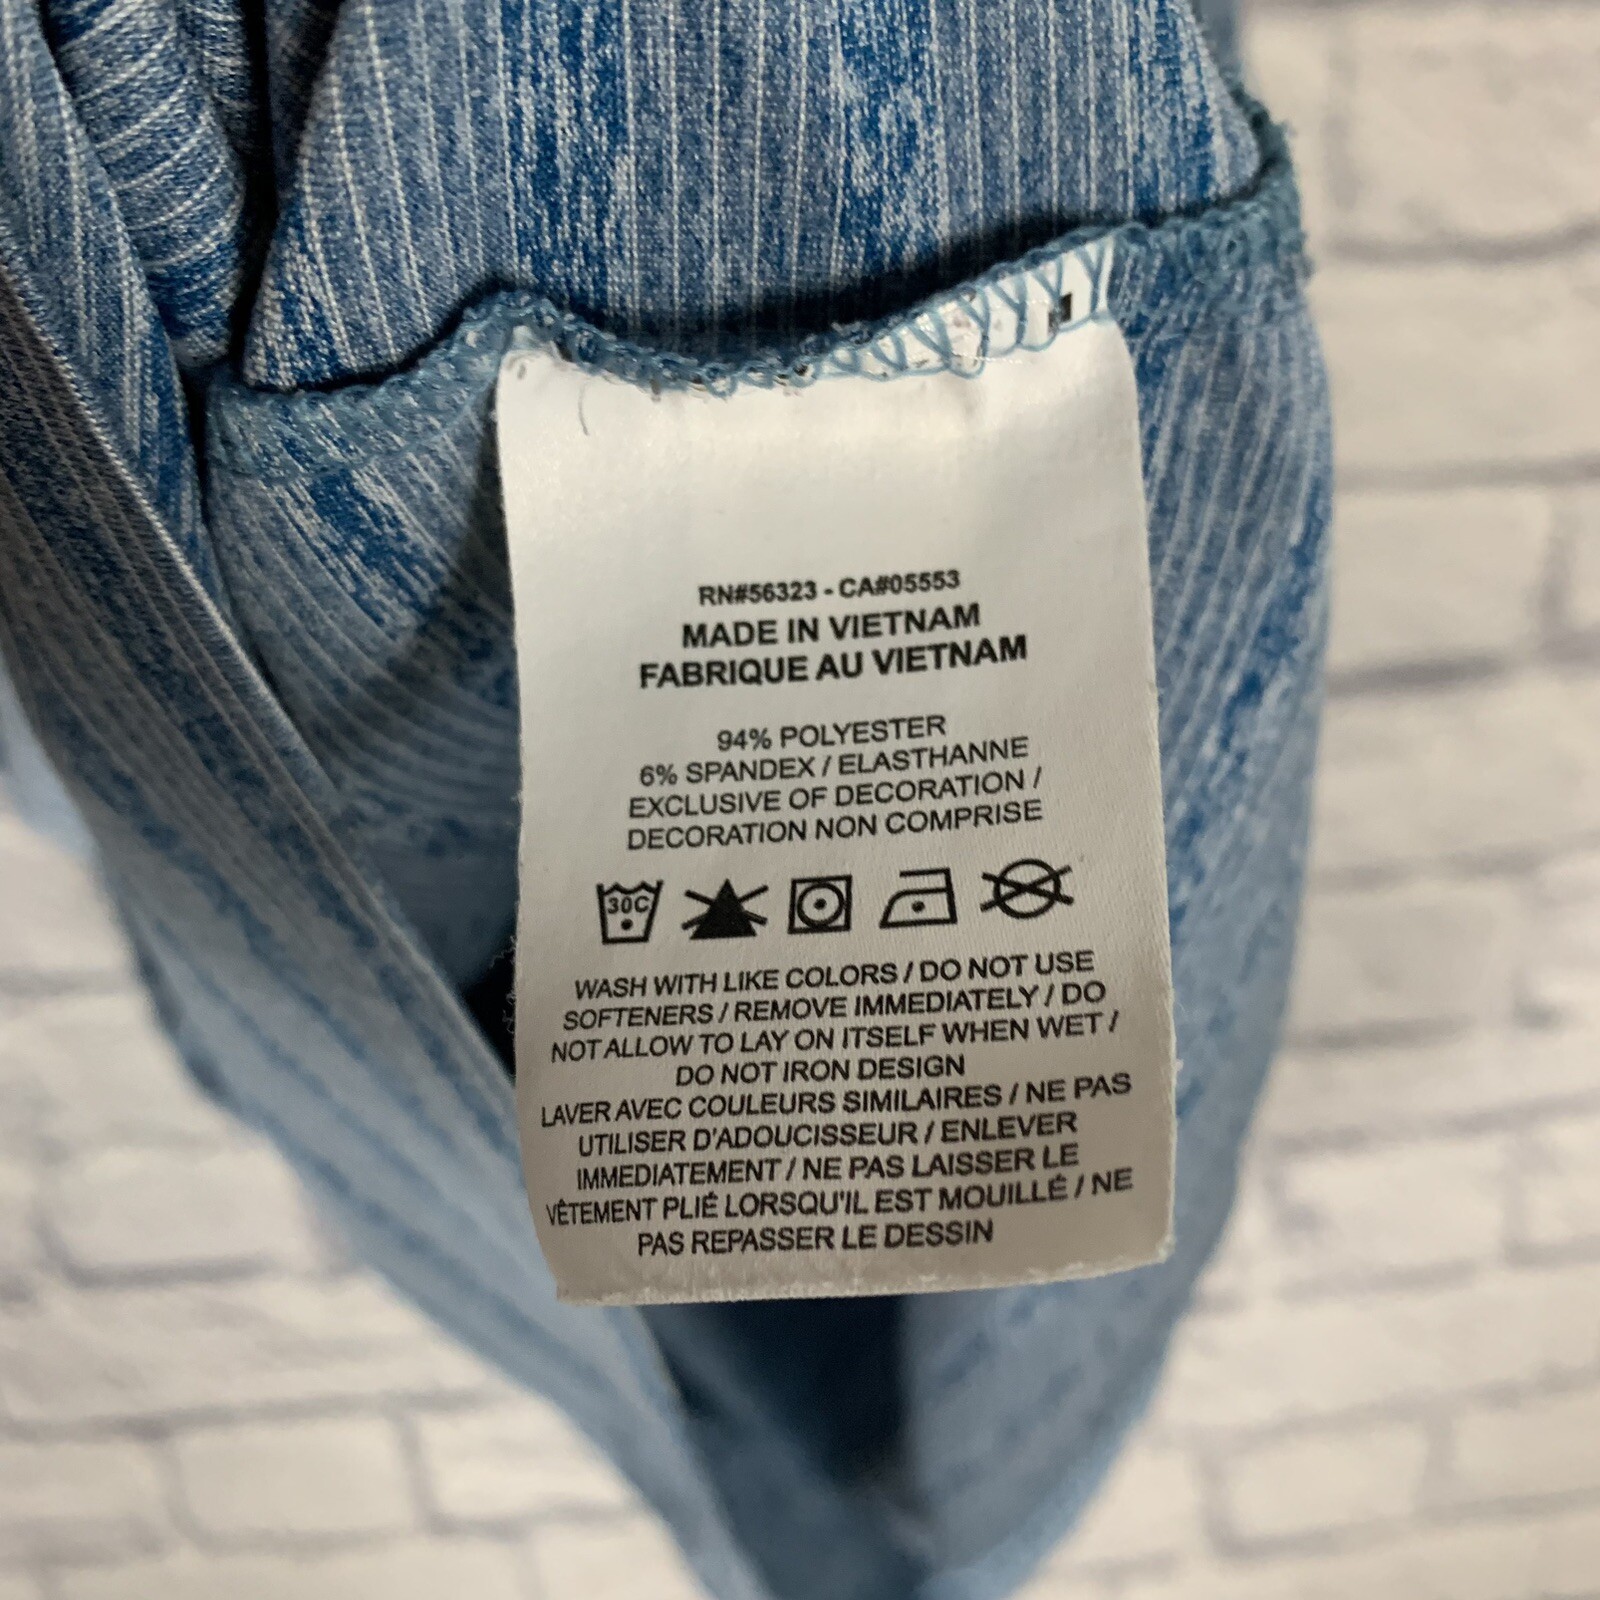 RN#56323 - CA#05553
MADE IN VIETNAM
FABRIQUE AU VIETNAM
94% POLYESTER
6% SPANDEX / ELASTHANNE
EXCLUSIVE OF DECORATION /
DECORATION NON COMPRISE
30C
WASH WITH LIKE COLORS / DO NOT USE
SOFTENERS / REMOVE IMMEDIATELY / DO
NOT ALLOW TO LAY ON ITSELF WHEN WET /
DO NOT IRON DESIGN
LAVER AVEC COULEURS SIMILAIRES / NE PAS
UTILISER D'ADOUCISSEUR / ENLEVER
IMMEDIATEMENT / NE PAS LAISSER LE
VÊTEMENT PLIÉ LORSQU'IL EST MOUILLÉ / NE
PAS REPASSER LE DESSIN